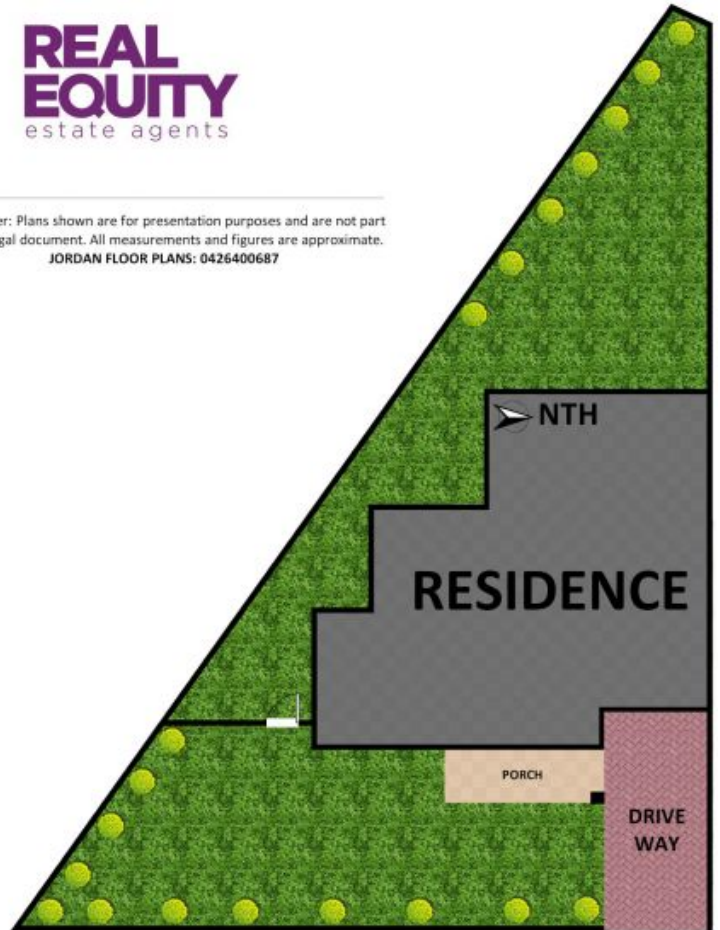 REAL
EQUITY
estate agents
er: Plans shown are for presentation purposes and are not part
gal document. All measurements and figures are approximate.
JORDAN FLOOR PLANS: 0426400687
NTH
RESIDENCE
PORCH
DRIVE
WAY